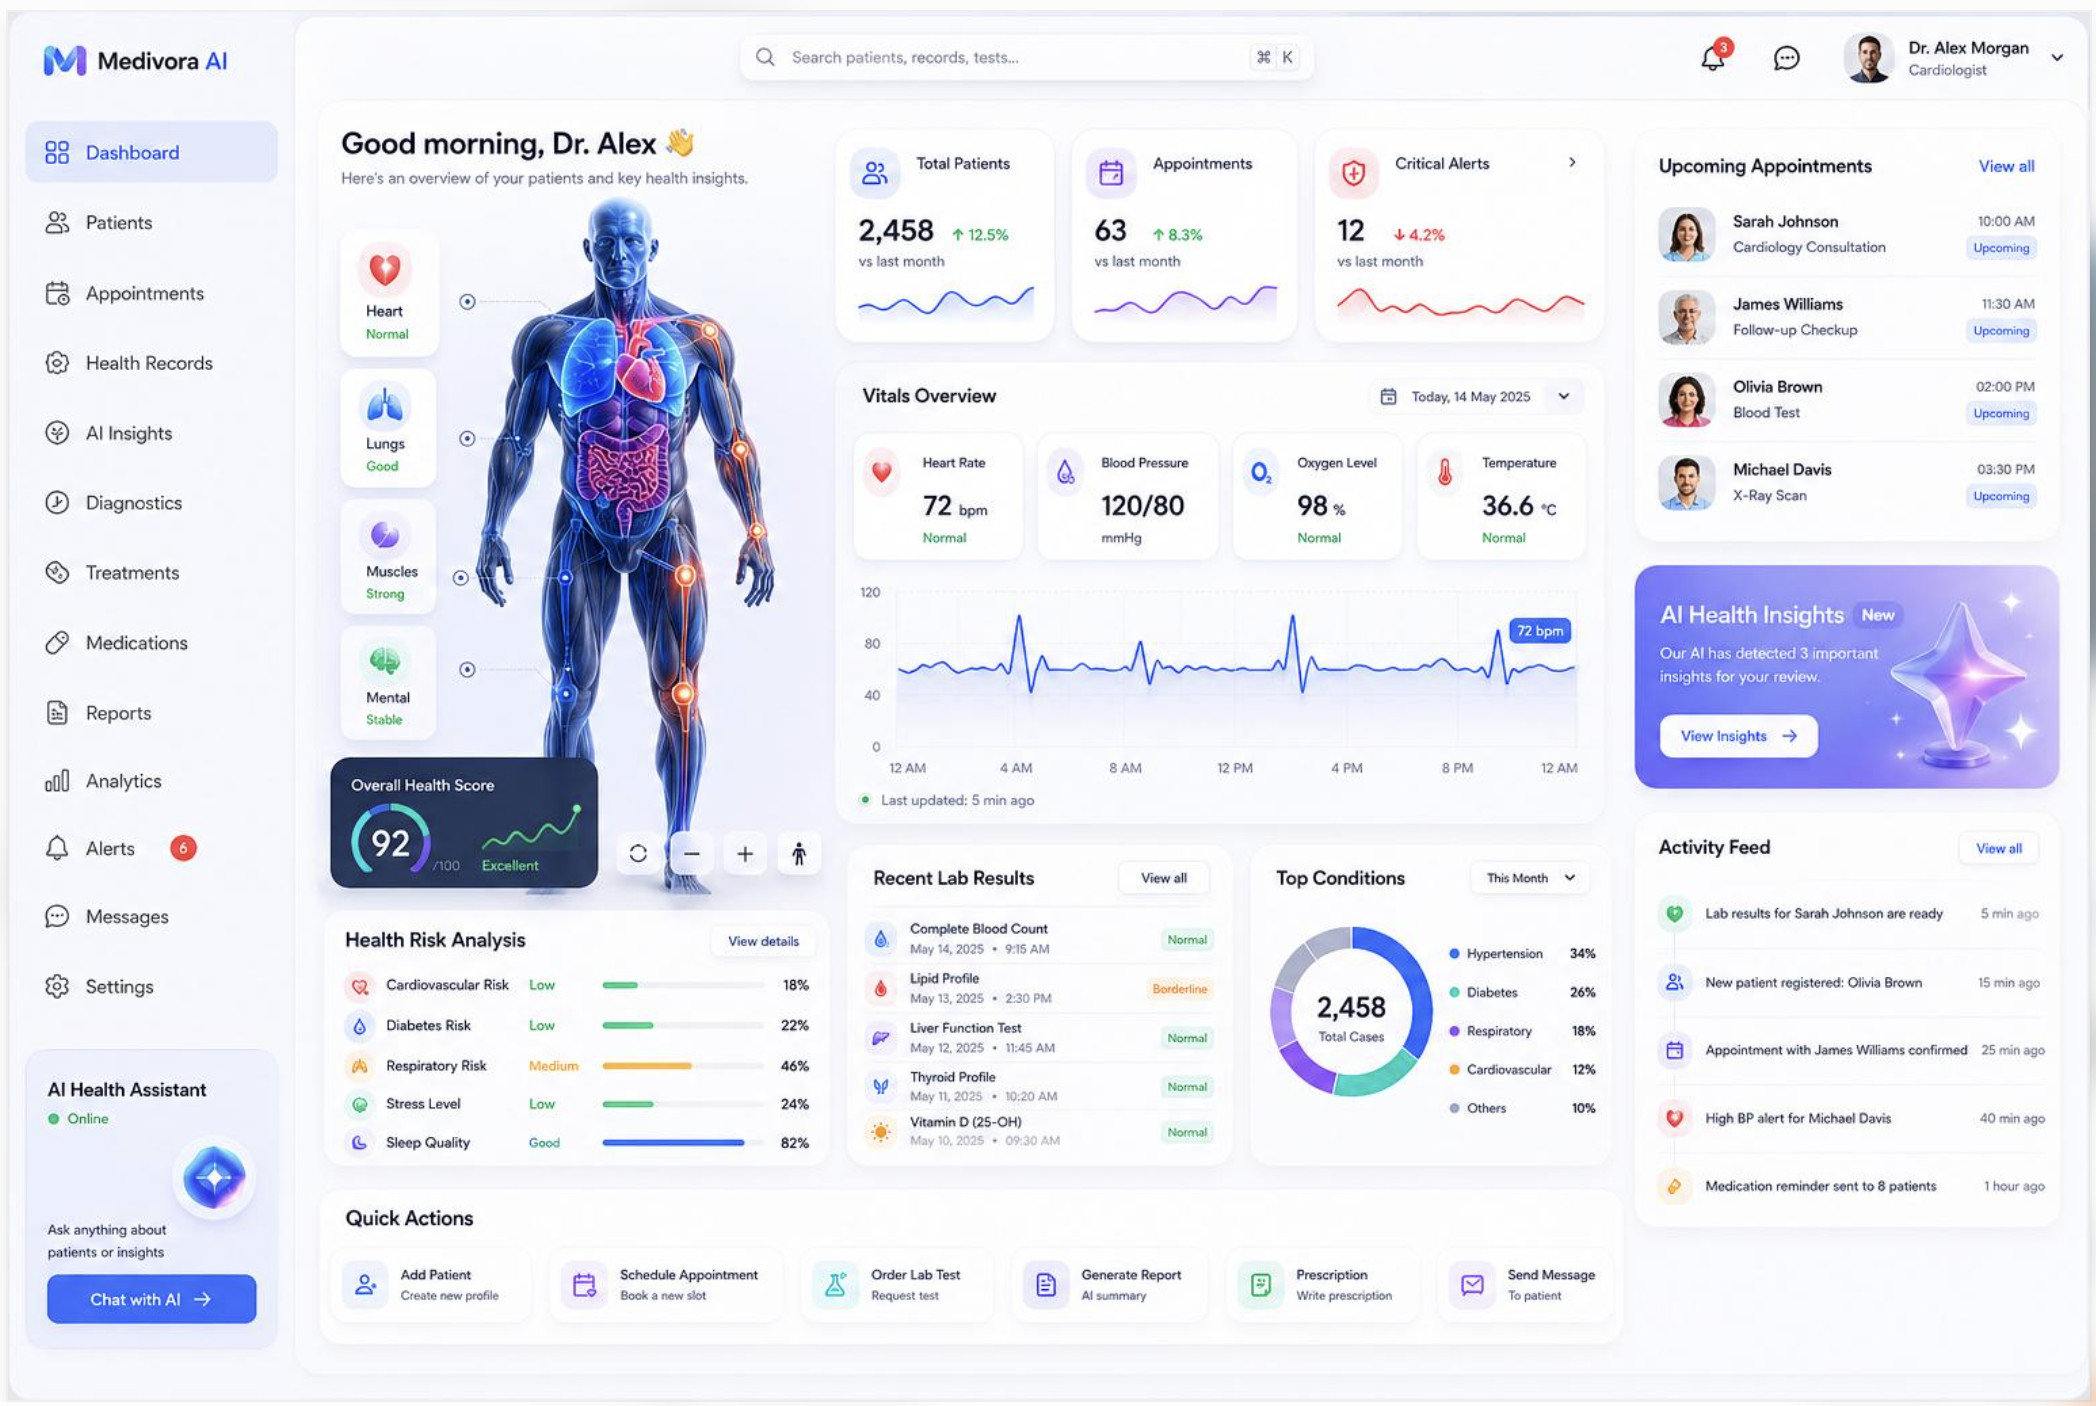 Medivora AI
Dashboard
Patients
Appointments
Health Records
AI Insights
Diagnostics
Treatments
Medications
Reports
Analytics
Alerts 6
Messages
Settings
AI Health Assistant
Online
Ask anything about
patients or insights
Chat with AI
Search patients, records, tests...
⌘ K
3
Dr. Alex Morgan
Cardiologist
Good morning, Dr. Alex 👋
Here's an overview of your patients and key health insights.
Heart
Normal
Lungs
Good
Muscles
Strong
Mental
Stable
Overall Health Score
92
/100
Excellent
Total Patients
2,458 ↑ 12.5%
vs last month
Appointments
63 ↑ 8.3%
vs last month
Critical Alerts
12 ↓ 4.2%
vs last month
Vitals Overview
Today, 14 May 2025
Heart Rate
72 bpm
Normal
Blood Pressure
120/80
mmHg
O2
Oxygen Level
98 %
Normal
Temperature
36.6 °C
Normal
120
80
40
0
72 bpm
12 AM 4 AM 8 AM 12 PM 4 PM 8 PM 12 AM
Last updated: 5 min ago
Health Risk Analysis
View details
Cardiovascular Risk Low 18%
Diabetes Risk Low 22%
Respiratory Risk Medium 46%
Stress Level Low 24%
Sleep Quality Good 82%
Recent Lab Results
View all
Complete Blood Count
May 14, 2025 • 9:15 AM
Normal
Lipid Profile
May 13, 2025 • 2:30 PM
Borderline
Liver Function Test
May 12, 2025 • 11:45 AM
Normal
Thyroid Profile
May 11, 2025 • 10:20 AM
Normal
Vitamin D (25-OH)
May 10, 2025 • 09:30 AM
Normal
Top Conditions
This Month
2,458
Total Cases
Hypertension 34%
Diabetes 26%
Respiratory 18%
Cardiovascular 12%
Others 10%
Quick Actions
Add Patient
Create new profile
Schedule Appointment
Book a new slot
Order Lab Test
Request test
Generate Report
AI summary
Prescription
Write prescription
Send Message
To patient
Upcoming Appointments
View all
Sarah Johnson 10:00 AM
Cardiology Consultation Upcoming
James Williams 11:30 AM
Follow-up Checkup Upcoming
Olivia Brown 02:00 PM
Blood Test Upcoming
Michael Davis 03:30 PM
X-Ray Scan Upcoming
AI Health Insights New
Our AI has detected 3 important
insights for your review.
View Insights
Activity Feed
View all
Lab results for Sarah Johnson are ready 5 min ago
New patient registered: Olivia Brown 15 min ago
Appointment with James Williams confirmed 25 min ago
High BP alert for Michael Davis 40 min ago
Medication reminder sent to 8 patients 1 hour ago